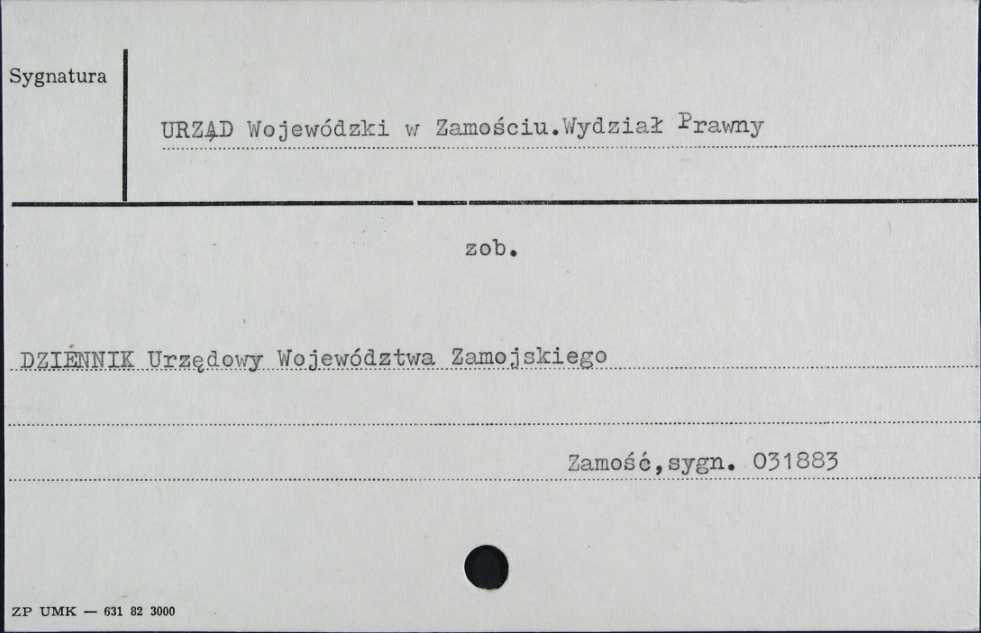 Sygnatura
URZĄD Wojewódzki w Zamościu.Wydział Prawny
zob.
DZIENNIK Urzędowy Województwa Zamojskiego
Zamość,sygn. 031883
ZP UMK — 631 82 3000